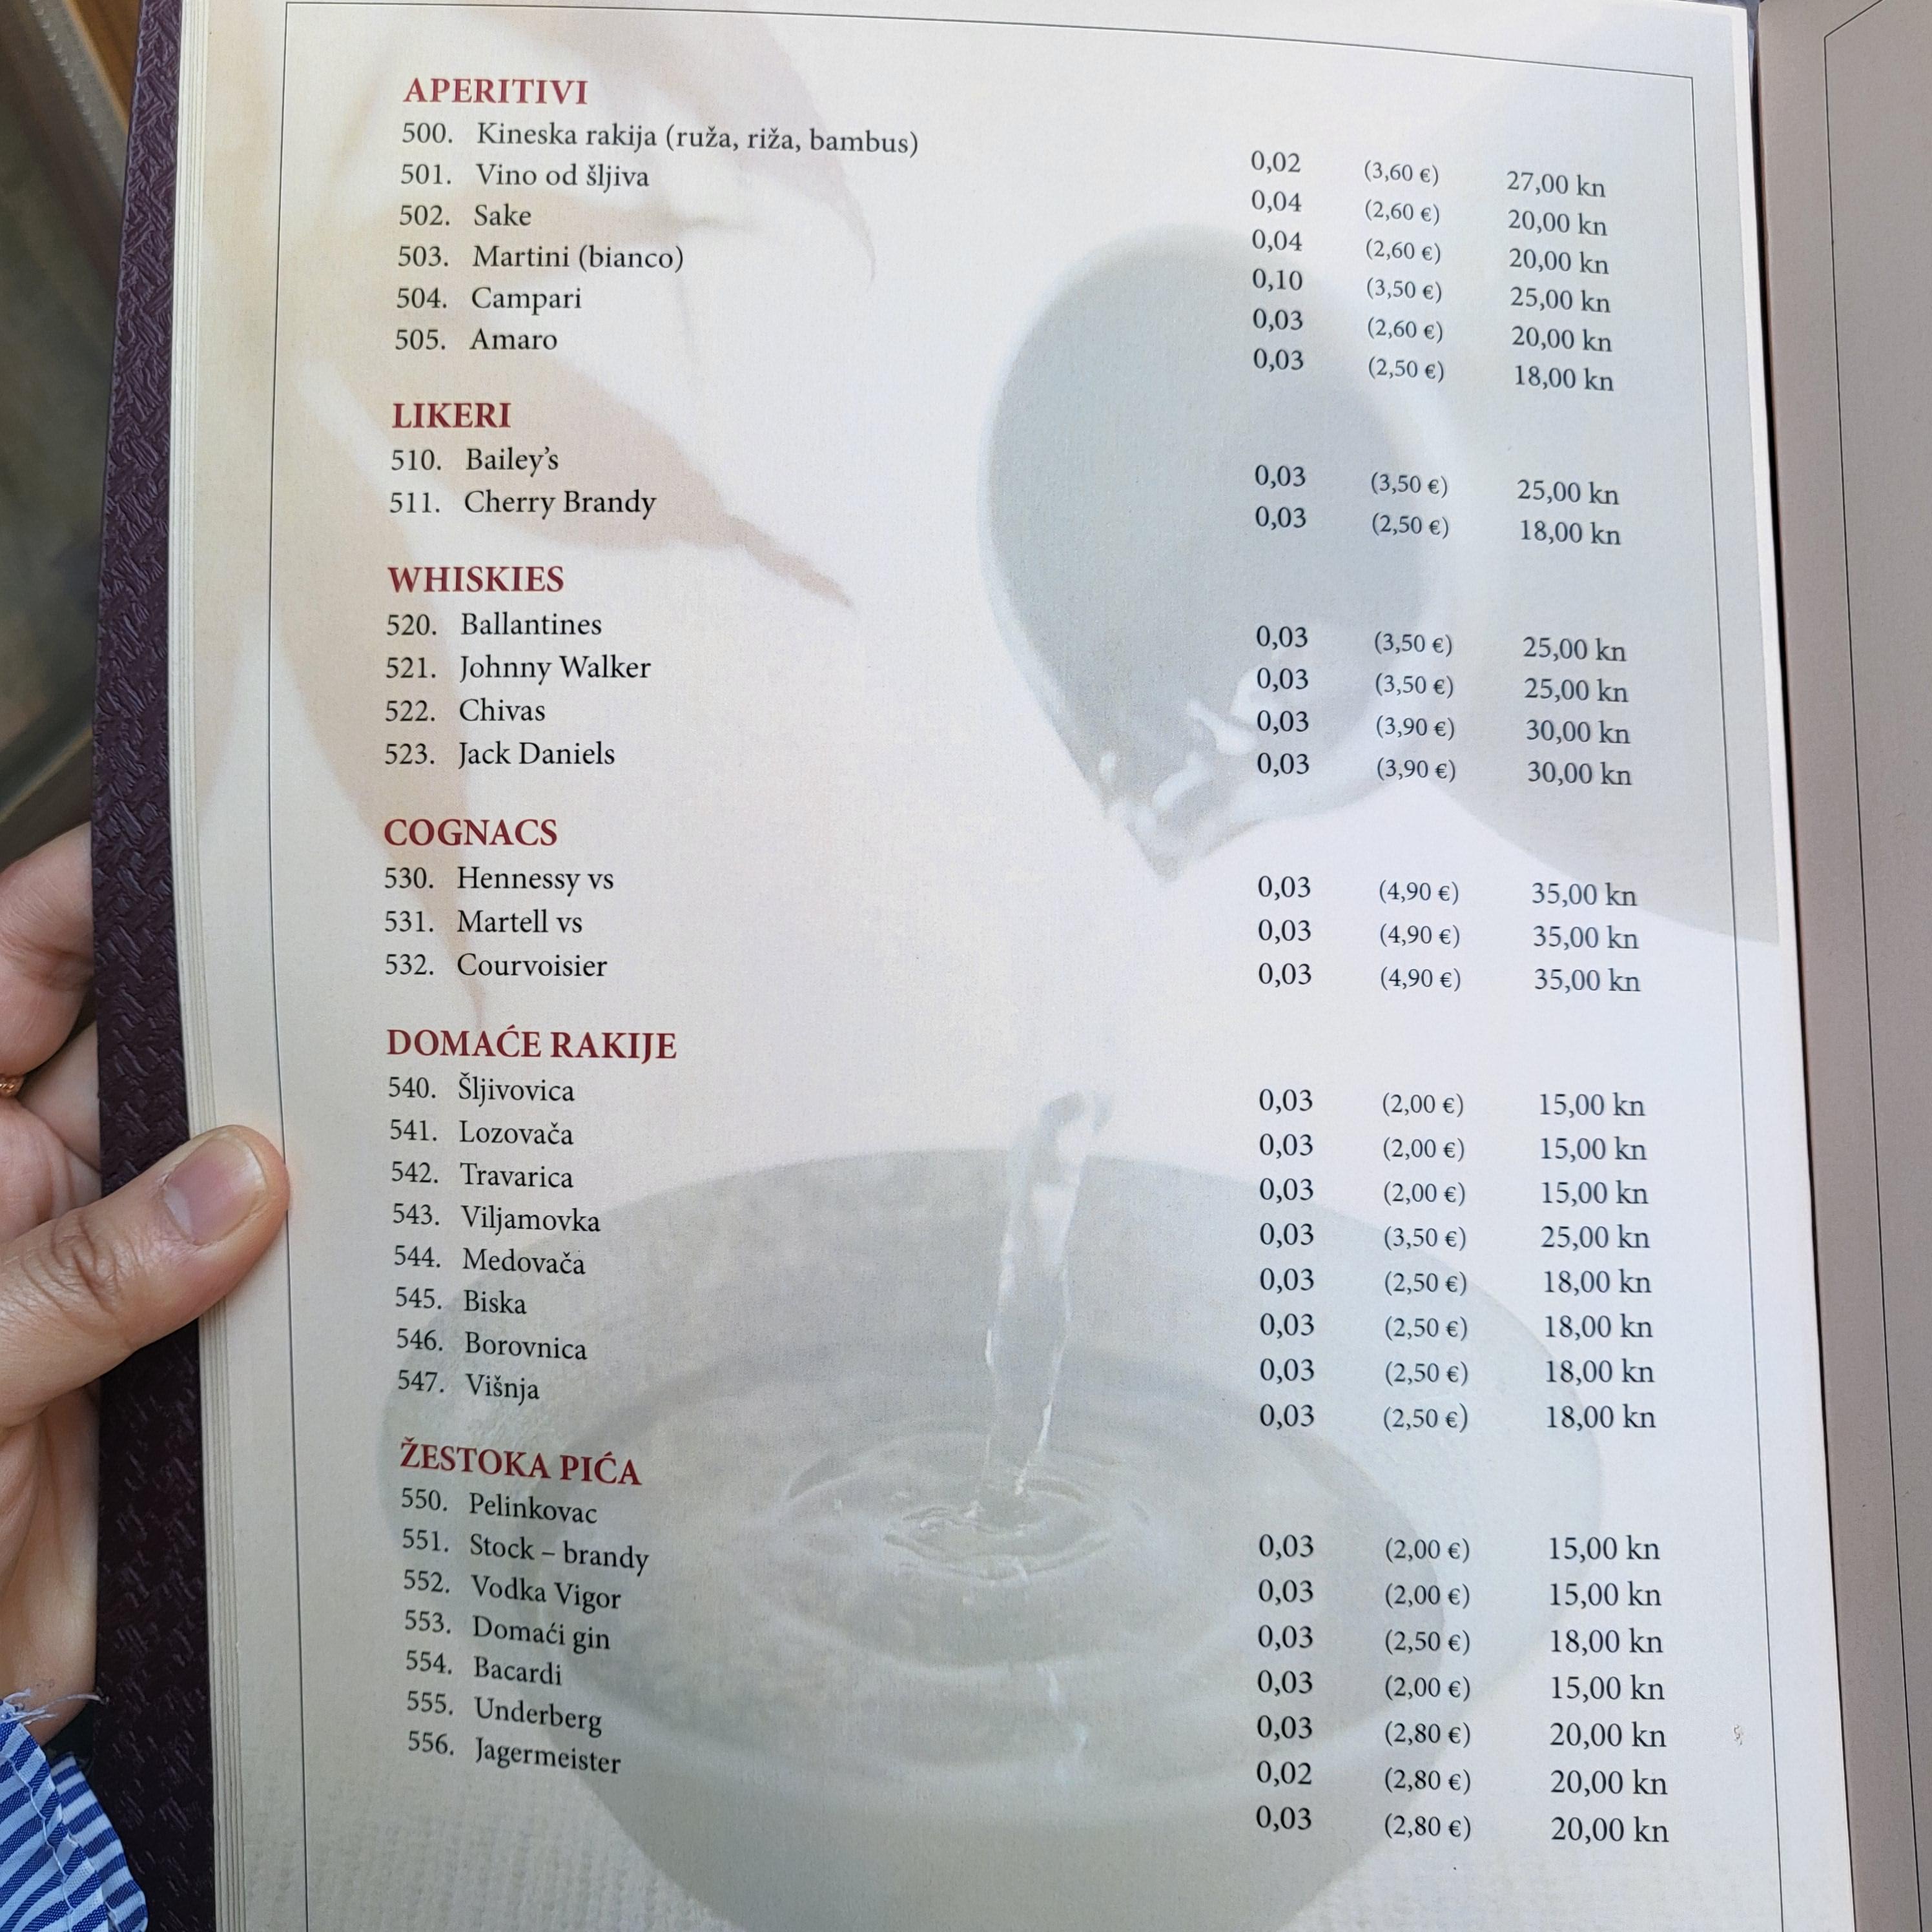 APERITIVI
500. Kineska rakija (ruža, riža, bambus) 0,02 (3,60 €) 27,00 kn
501. Vino od šljiva 0,04 (2,60 €) 20,00 kn
502. Sake 0,04 (2,60 €) 20,00 kn
503. Martini (bianco) 0,10 (3,50 €) 25,00 kn
504. Campari 0,03 (2,60 €) 20,00 kn
505. Amaro 0,03 (2,50 €) 18,00 kn
LIKERI
510. Bailey’s 0,03 (3,50 €) 25,00 kn
511. Cherry Brandy 0,03 (2,50 €) 18,00 kn
WHISKIES
520. Ballantines 0,03 (3,50 €) 25,00 kn
521. Johnny Walker 0,03 (3,50 €) 25,00 kn
522. Chivas 0,03 (3,90 €) 30,00 kn
523. Jack Daniels 0,03 (3,90 €) 30,00 kn
COGNACS
530. Hennessy vs 0,03 (4,90 €) 35,00 kn
531. Martell vs 0,03 (4,90 €) 35,00 kn
532. Courvoisier 0,03 (4,90 €) 35,00 kn
DOMAĆE RAKIJE
540. Šljivovica 0,03 (2,00 €) 15,00 kn
541. Lozovača 0,03 (2,00 €) 15,00 kn
542. Travarica 0,03 (2,00 €) 15,00 kn
543. Viljamovka 0,03 (3,50 €) 25,00 kn
544. Medovača 0,03 (2,50 €) 18,00 kn
545. Biska 0,03 (2,50 €) 18,00 kn
546. Borovnica 0,03 (2,50 €) 18,00 kn
547. Višnja 0,03 (2,50 €) 18,00 kn
ŽESTOKA PIĆA
550. Pelinkovac 0,03 (2,00 €) 15,00 kn
551. Stock – brandy 0,03 (2,00 €) 15,00 kn
552. Vodka Vigor 0,03 (2,50 €) 18,00 kn
553. Domaći gin 0,03 (2,00 €) 15,00 kn
554. Bacardi 0,03 (2,80 €) 20,00 kn
555. Underberg 0,02 (2,80 €) 20,00 kn
556. Jagermeister 0,03 (2,80 €) 20,00 kn